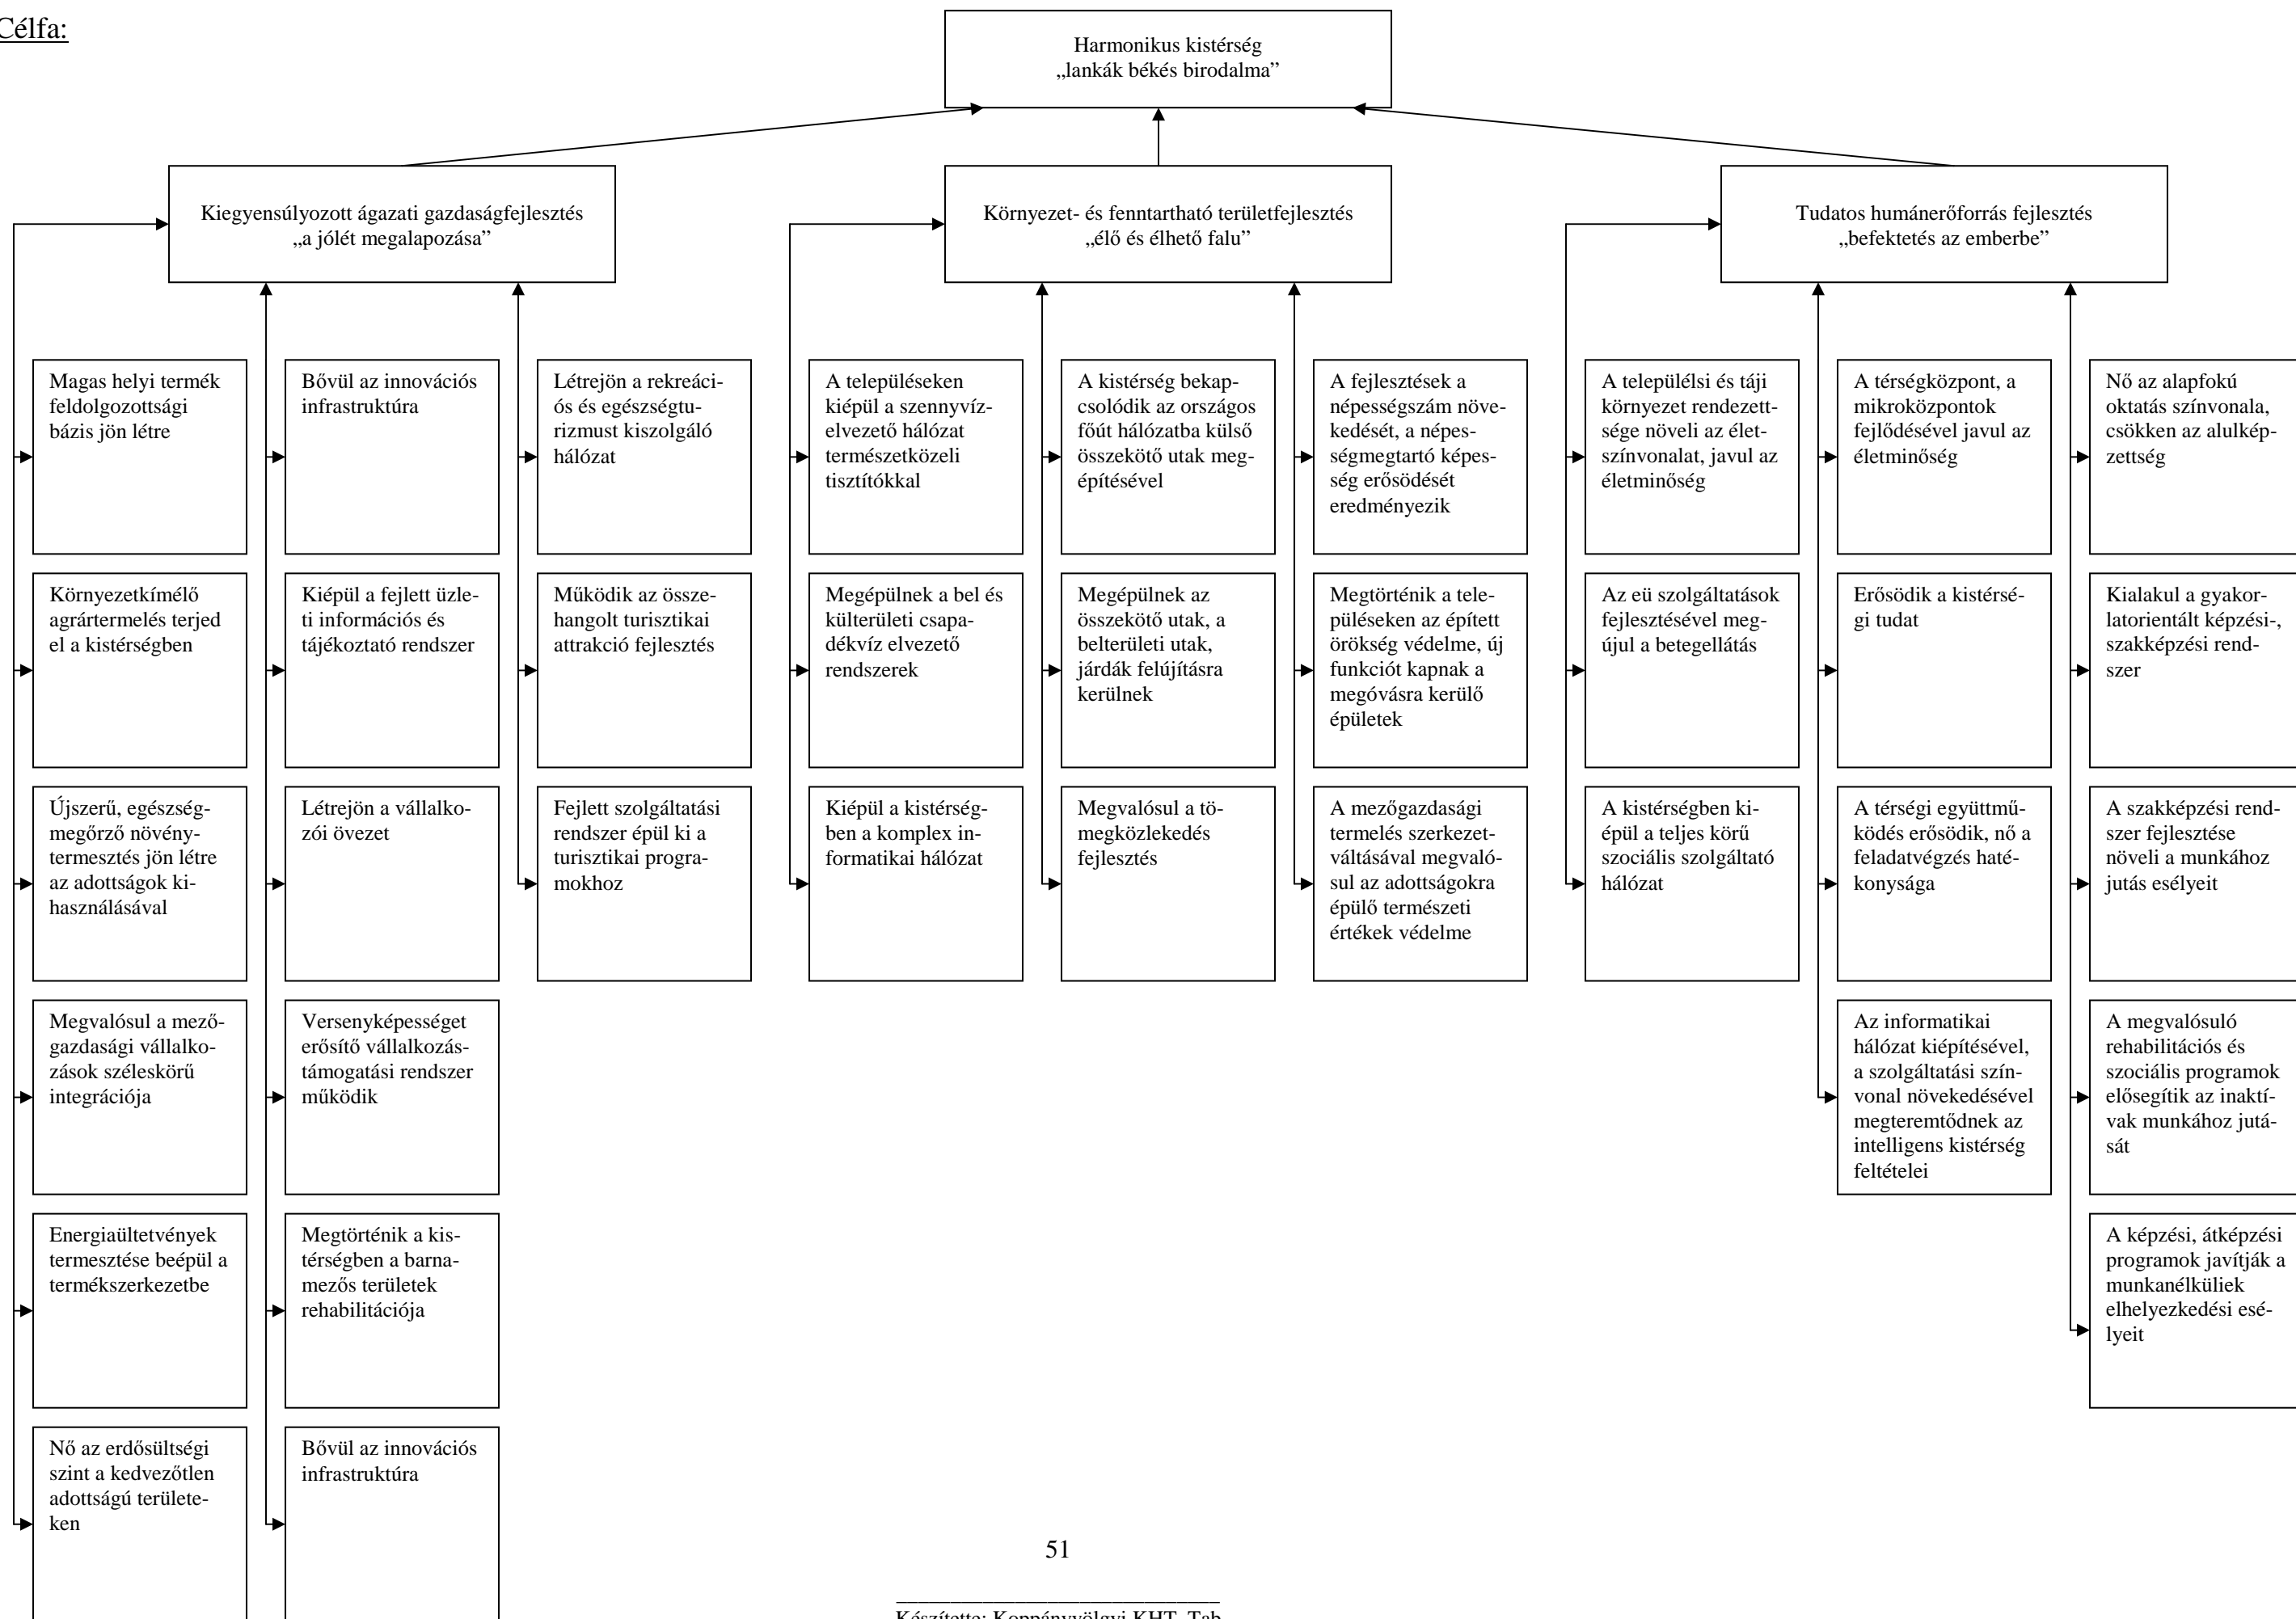 Célfa:
Harmonikus kistérség
„lankák békés birodalma”
Kiegyensúlyozott ágazati gazdaságfejlesztés
„a jólét megalapozása”
Környezet- és fenntartható területfejlesztés
„élő és élhető falu”
Tudatos humánerőforrás fejlesztés
„befektetés az emberbe”
Magas helyi termék
feldolgozottsági
bázis jön létre
Bővül az innovációs
infrastruktúra
Létrejön a rekreáci-
ós és egészségtu-
rizmust kiszolgáló
hálózat
A településeken
kiépül a szennyvíz-
elvezető hálózat
természetközeli
tisztítókkal
A kistérség bekap-
csolódik az országos
főút hálózatba külső
összekötő utak meg-
építésével
A fejlesztések a
népességszám növe-
kedését, a népes-
ségmegtartó képes-
ség erősödését
eredményezik
A települési és táji
környezet rendezett-
sége növeli az élet-
színvonalat, javul az
életminőség
A térségközpont, a
mikroközpontok
fejlődésével javul az
életminőség
Nő az alapfokú
oktatás színvonala,
csökken az alulkép-
zettség
Környezetkímélő
agrártermelés terjed
el a kistérségben
Kiépül a fejlett üzle-
ti információs és
tájékoztató rendszer
Működik az össze-
hangolt turisztikai
attrakció fejlesztés
Megépülnek a bel és
külterületi csapa-
dékvíz elvezető
rendszerek
Megépülnek az
összekötő utak, a
belterületi utak,
járdák felújításra
kerülnek
Megtörténik a tele-
püléseken az épített
örökség védelme, új
funkciót kapnak a
megóvásra kerülő
épületek
Az eü szolgáltatások
fejlesztésével meg-
újul a betegellátás
Erősödik a kistérsé-
gi tudat
Kialakul a gyakor-
latorientált képzési-,
szakképzési rend-
szer
Újszerű, egészség-
megőrző növény-
termesztés jön létre
az adottságok ki-
használásával
Létrejön a vállalko-
zói övezet
Fejlett szolgáltatási
rendszer épül ki a
turisztikai progra-
mokhoz
Kiépül a kistérség-
ben a komplex in-
formatikai hálózat
Megvalósul a tö-
megközlekedés
fejlesztés
A mezőgazdasági
termelés szerkezet-
váltásával megvaló-
sul az adottságokra
épülő természeti
értékek védelme
A kistérségben ki-
épül a teljes körű
szociális szolgáltató
hálózat
A térségi együttmű-
ködés erősödik, nő a
feladatvégzés haté-
konysága
A szakképzési rend-
szer fejlesztése
növeli a munkához
jutás esélyeit
Megvalósul a mező-
gazdasági vállalko-
zások széleskörű
integrációja
Versenyképességet
erősítő vállalkozás-
támogatási rendszer
működik
Az informatikai
hálózat kiépítésével,
a szolgáltatási szín-
vonal növekedésével
megteremtődnek az
intelligens kistérség
feltételei
A megvalósuló
rehabilitációs és
szociális programok
elősegítik az inaktí-
vak munkához jutá-
sát
Energiaültetvények
termesztése beépül a
termékszerkezetbe
Megtörténik a kis-
térségben a barna-
mezős területek
rehabilitációja
A képzési, átképzési
programok javítják a
munkanélküliek
elhelyezkedési esé-
lyeit
Nő az erdősültségi
szint a kedvezőtlen
adottságú területe-
ken
Bővül az innovációs
infrastruktúra
51
Készítette: Koppányvölgyi KHT, Tab